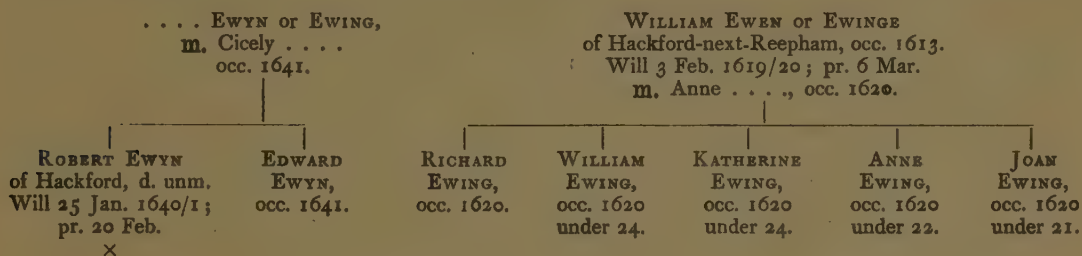 . . . . EWYN or EWING,
m. Cicely . . . .
occ. 1641.
WILLIAM EWEN or EWINGE
of Hackford-next-Reepham, occ. 1613.
Will 3 Feb. 1619/20; pr. 6 Mar.
m. Anne . . . ., occ. 1620.
ROBERT EWYN
of Hackford, d. unm.
Will 25 Jan. 1640/1;
pr. 20 Feb.
×
EDWARD
EWYN,
occ. 1641.
RICHARD
EWING,
occ. 1620.
WILLIAM
EWING,
occ. 1620
under 24.
KATHERINE
EWING,
occ. 1620
under 24.
ANNE
EWING,
occ. 1620
under 22.
JOAN
EWING,
occ. 1620
under 21.